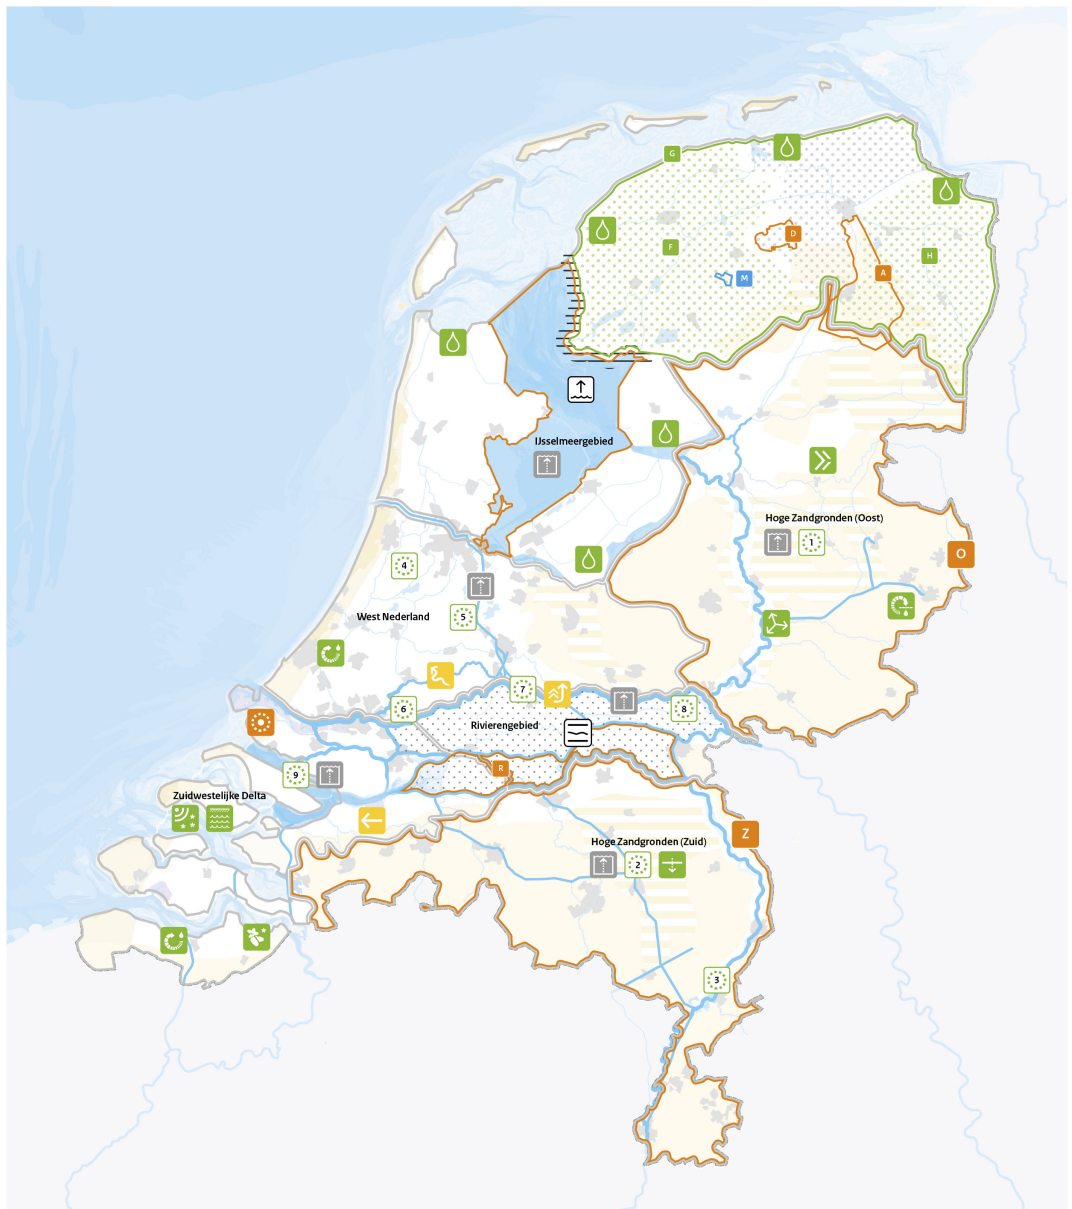 G
D
F
H
M
A
IJsselmeergebied
Hoge Zandgronden (Oost)
1
O
4
West Nederland
5
7
6
8
Rivierengebied
R
9
Zuidwestelijke Delta
Z
Hoge Zandgronden (Zuid)
2
3